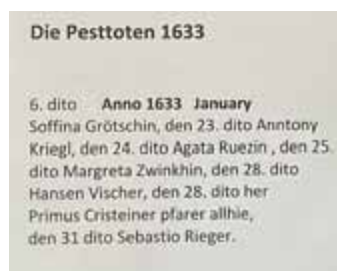 Die Pesttoten 1633
6. dito Anno 1633 January
Soffina Grötschin, den 23. dito Anntony
Kriegl, den 24. dito Agata Ruezin , den 25.
dito Margreta Zwinkhin, den 28. dito
Hansen Vischer, den 28. dito her
Primus Cristeiner pfarer allhie,
den 31 dito Sebastio Rieger.